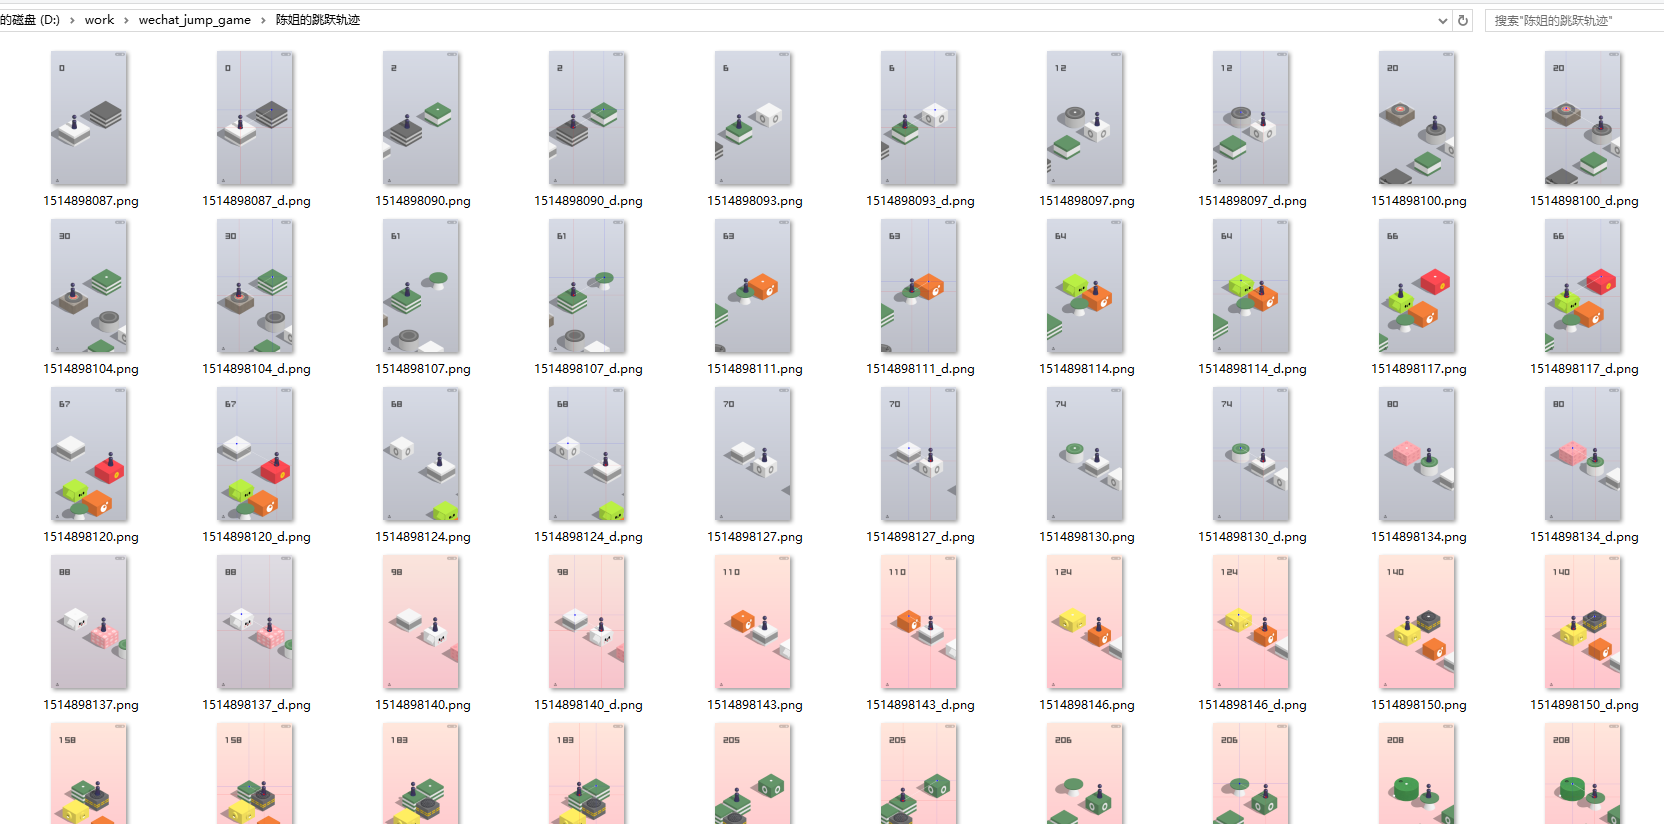 的磁盘 (D:) › work › wechat_jump_game › 陈姐的跳跃轨迹
搜索"陈姐的跳跃轨迹"
0 0 2 2 6 6 12 12 20 20
1514898087.png 1514898087_d.png 1514898090.png 1514898090_d.png 1514898093.png 1514898093_d.png 1514898097.png 1514898097_d.png 1514898100.png 1514898100_d.png
30 30 61 61 63 63 64 64 66 66
1514898104.png 1514898104_d.png 1514898107.png 1514898107_d.png 1514898111.png 1514898111_d.png 1514898114.png 1514898114_d.png 1514898117.png 1514898117_d.png
67 67 68 68 70 70 74 74 80 80
1514898120.png 1514898120_d.png 1514898124.png 1514898124_d.png 1514898127.png 1514898127_d.png 1514898130.png 1514898130_d.png 1514898134.png 1514898134_d.png
88 88 98 98 110 110 124 124 140 140
1514898137.png 1514898137_d.png 1514898140.png 1514898140_d.png 1514898143.png 1514898143_d.png 1514898146.png 1514898146_d.png 1514898150.png 1514898150_d.png
158 158 183 183 205 205 206 206 208 208